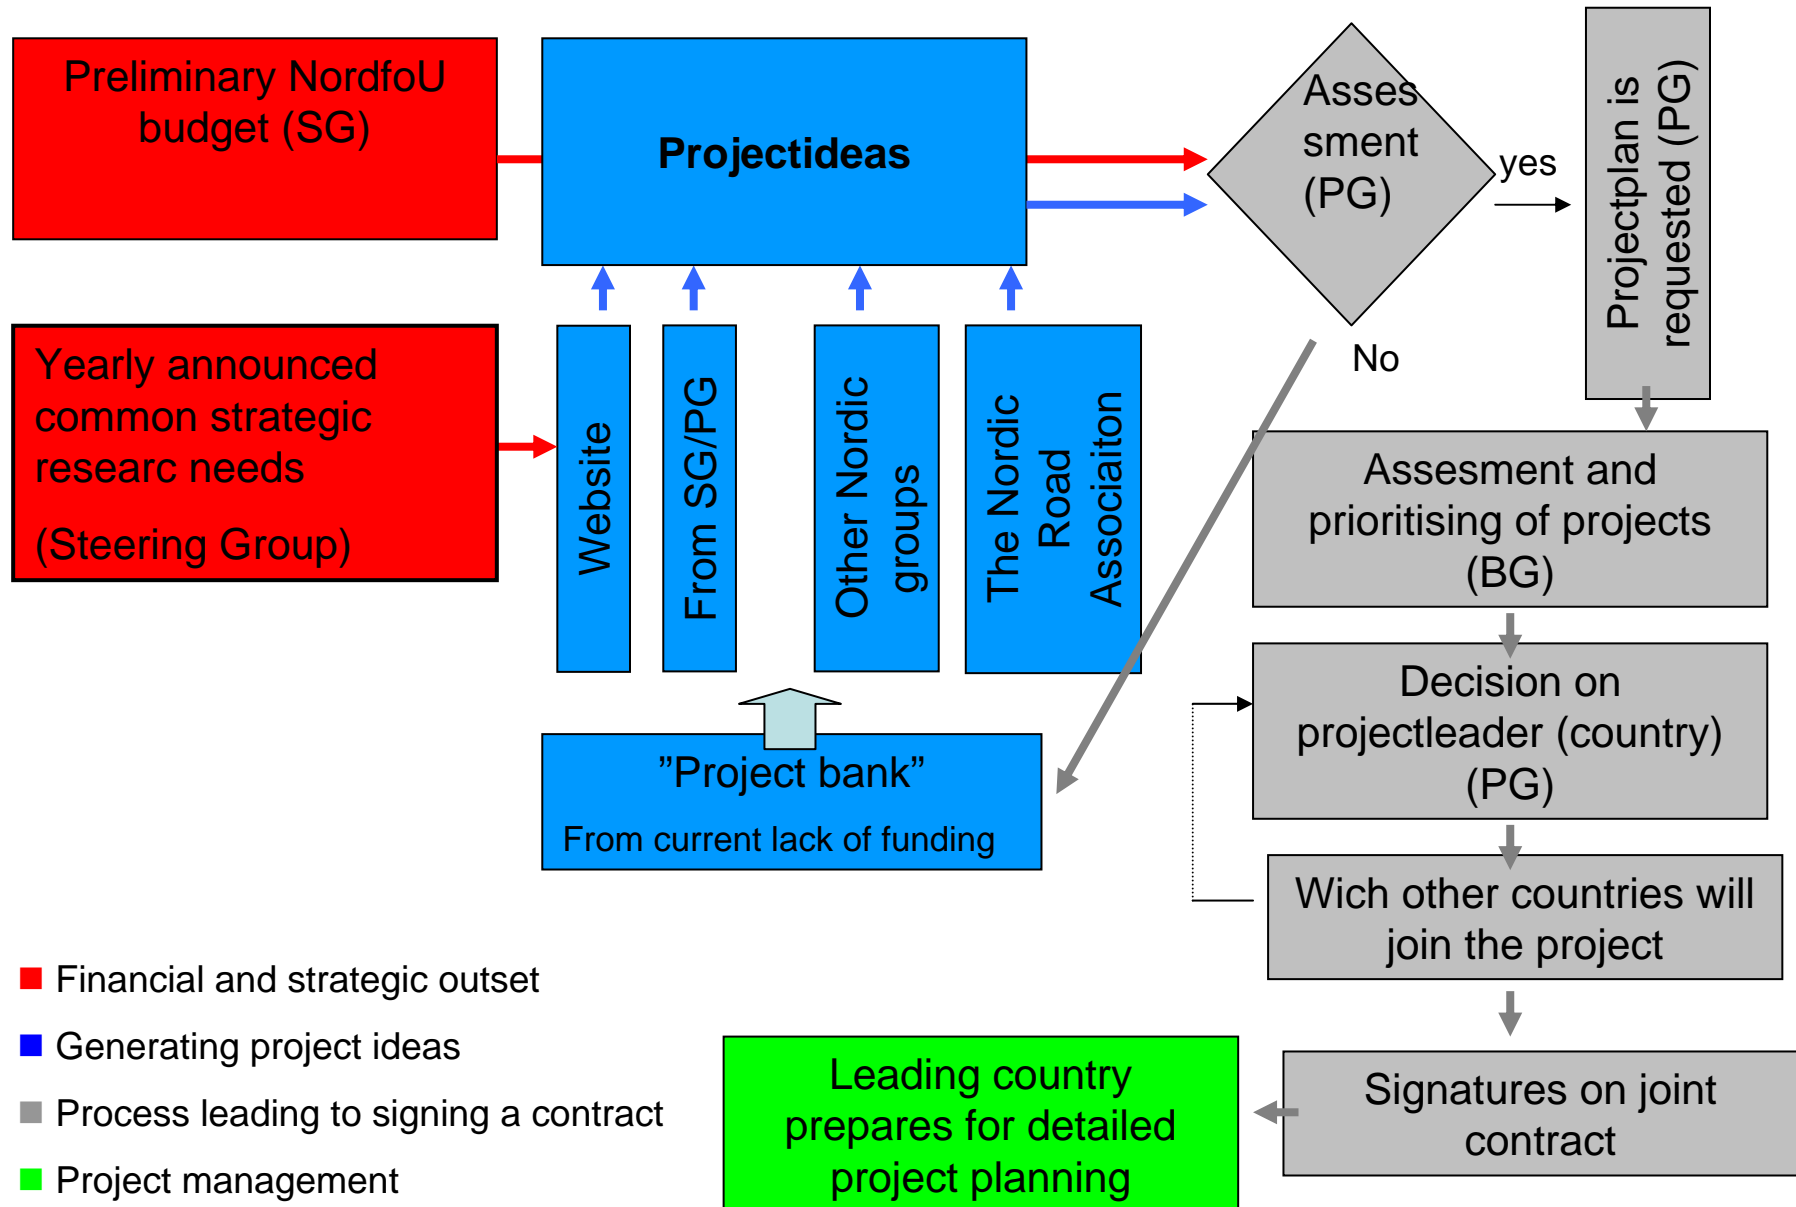 Preliminary NordfoU
budget (SG)
Projectideas
Asses
sment
(PG)
yes
No
Projectplan is
requested (PG)
Yearly announced
common strategic
researc needs
(Steering Group)
Website
From SG/PG
Other Nordic
groups
The Nordic
Road
Associaiton
”Project bank”
From current lack of funding
Assesment and
prioritising of projects
(BG)
Decision on
projectleader (country)
(PG)
Wich other countries will
join the project
Signatures on joint
contract
Leading country
prepares for detailed
project planning
Financial and strategic outset
Generating project ideas
Process leading to signing a contract
Project management